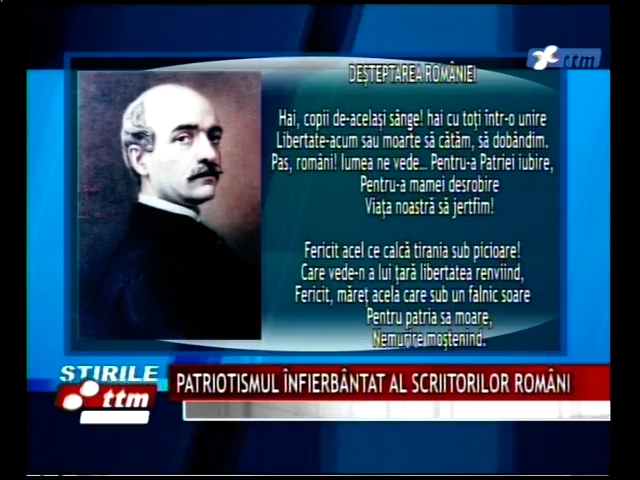 ttm
DEȘTEPTAREA ROMÂNIEI
Hai, copii de-același sânge! hai cu toți într-o unire
Libertate-acum sau moarte să cătăm, să dobândim.
Pas, români! lumea ne vede... Pentru-a Patriei iubire,
Pentru-a mamei desrobire
Viața noastră să jertfim!
Fericit acel ce calcă tirania sub picioare!
Care vede-n a lui țară libertatea renviind,
Fericit, măreț acela care sub un falnic soare
Pentru patria sa moare,
Nemurire moștenind.
ȘTIRILE
ttm
PATRIOTISMUL ÎNFIERBÂNTAT AL SCRIITORILOR ROMÂNI